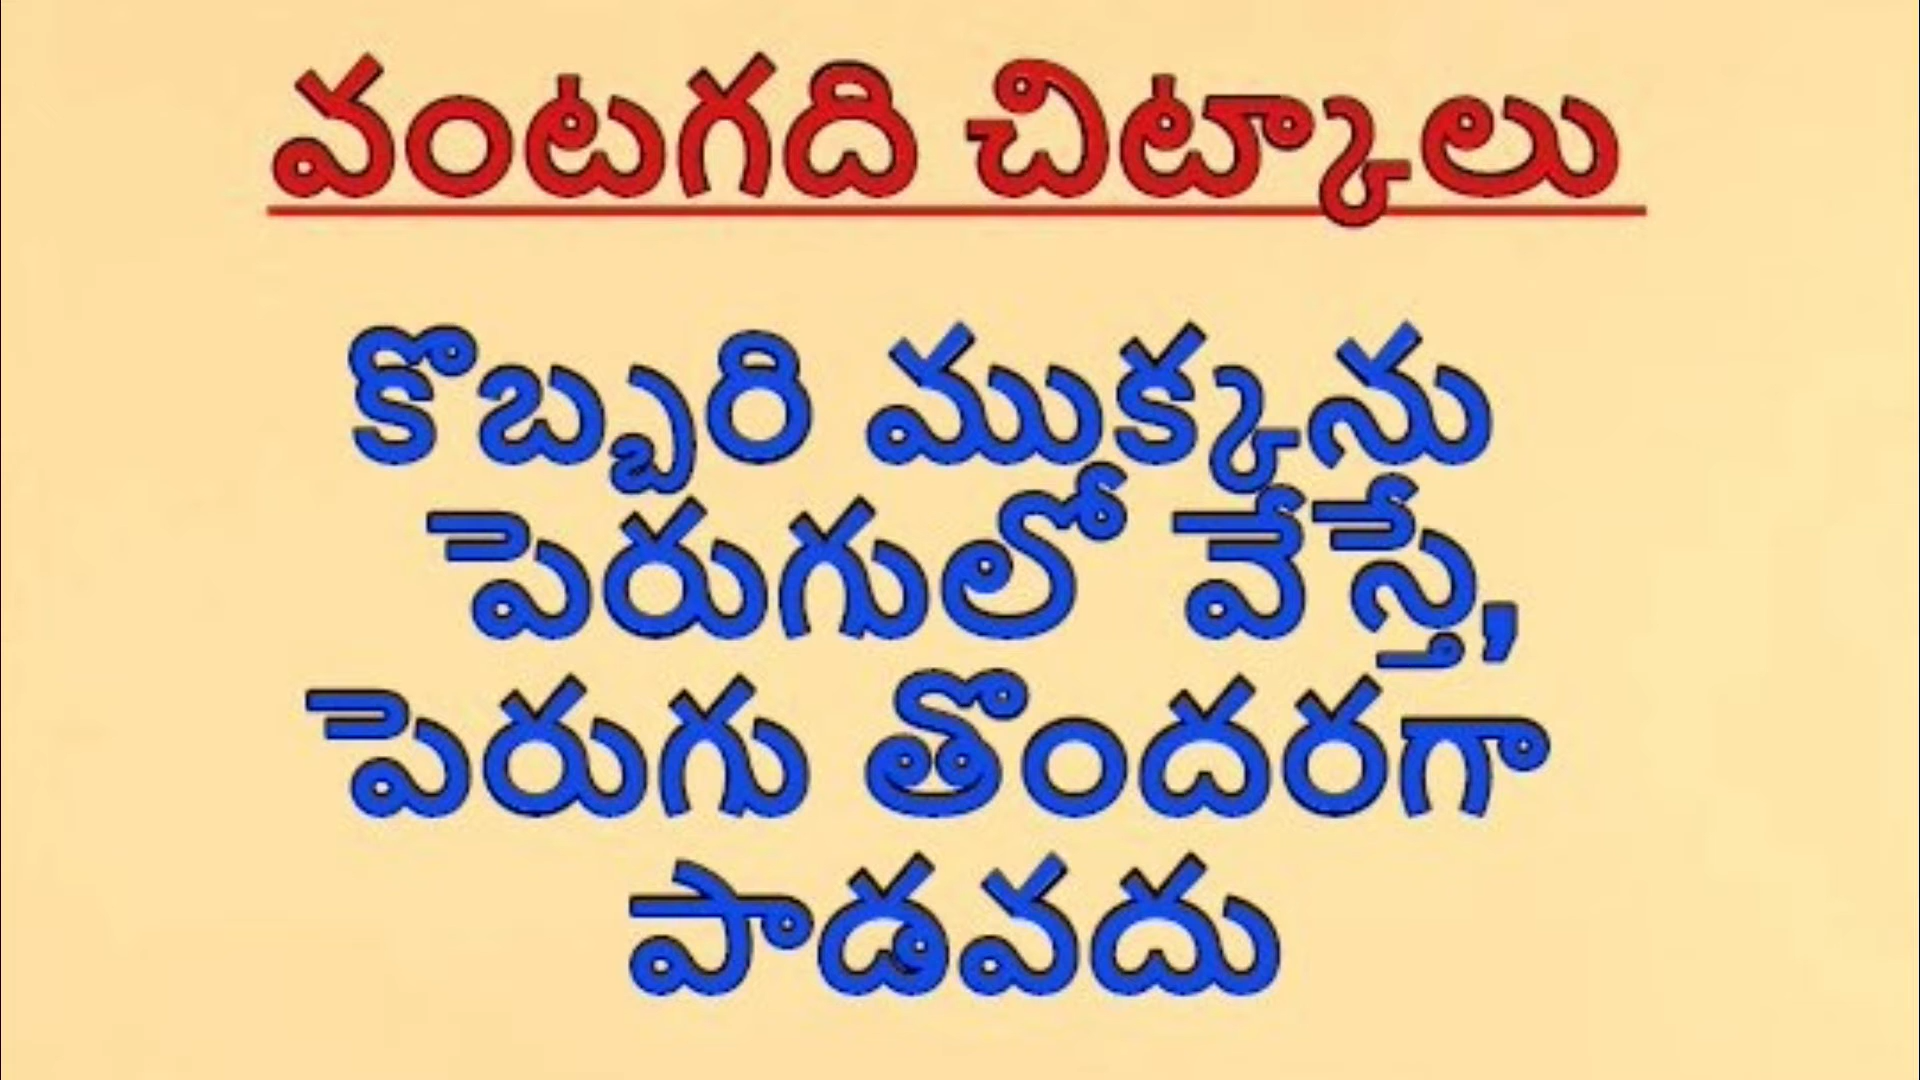 వంటగది చిట్కాలు
కొబ్బరి ముక్కను
పెరుగులో వేస్తే,
పెరుగు తొందరగా
పాడవదు